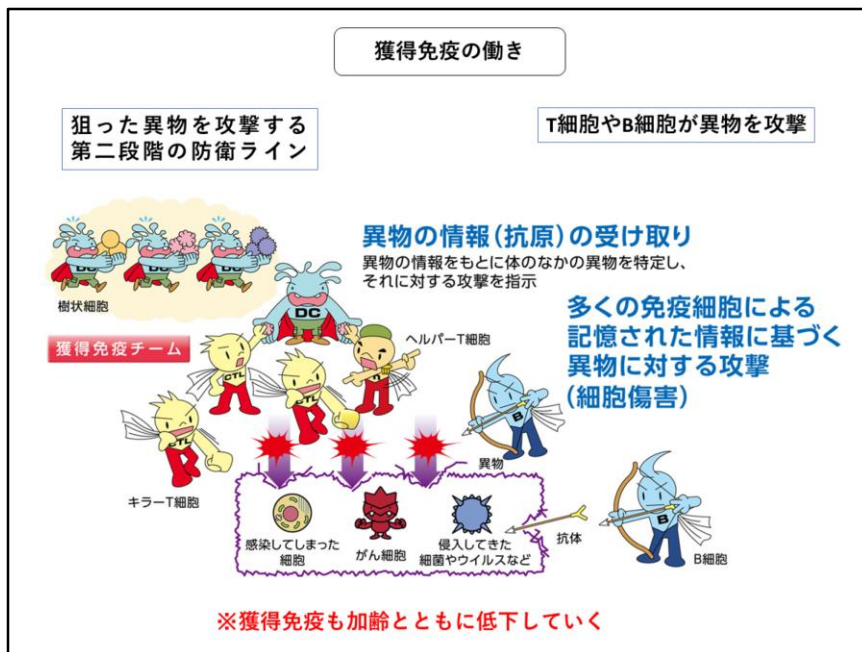 獲得免疫の働き
狙った異物を攻撃する
第二段階の防衛ライン
T細胞やB細胞が異物を攻撃
DC
DC
DC
樹状細胞
異物の情報(抗原)の受け取り
異物の情報をもとに体のなかの異物を特定し、
それに対する攻撃を指示
DC
獲得免疫チーム
ヘルパーT細胞
多くの免疫細胞による
記憶された情報に基づく
異物に対する攻撃
(細胞傷害)
CTL
CTL
CTL
キラーT細胞
B
異物
感染してしまった
細胞
がん細胞
侵入してきた
細菌やウイルスなど
抗体
B
B細胞
※獲得免疫も加齢とともに低下していく